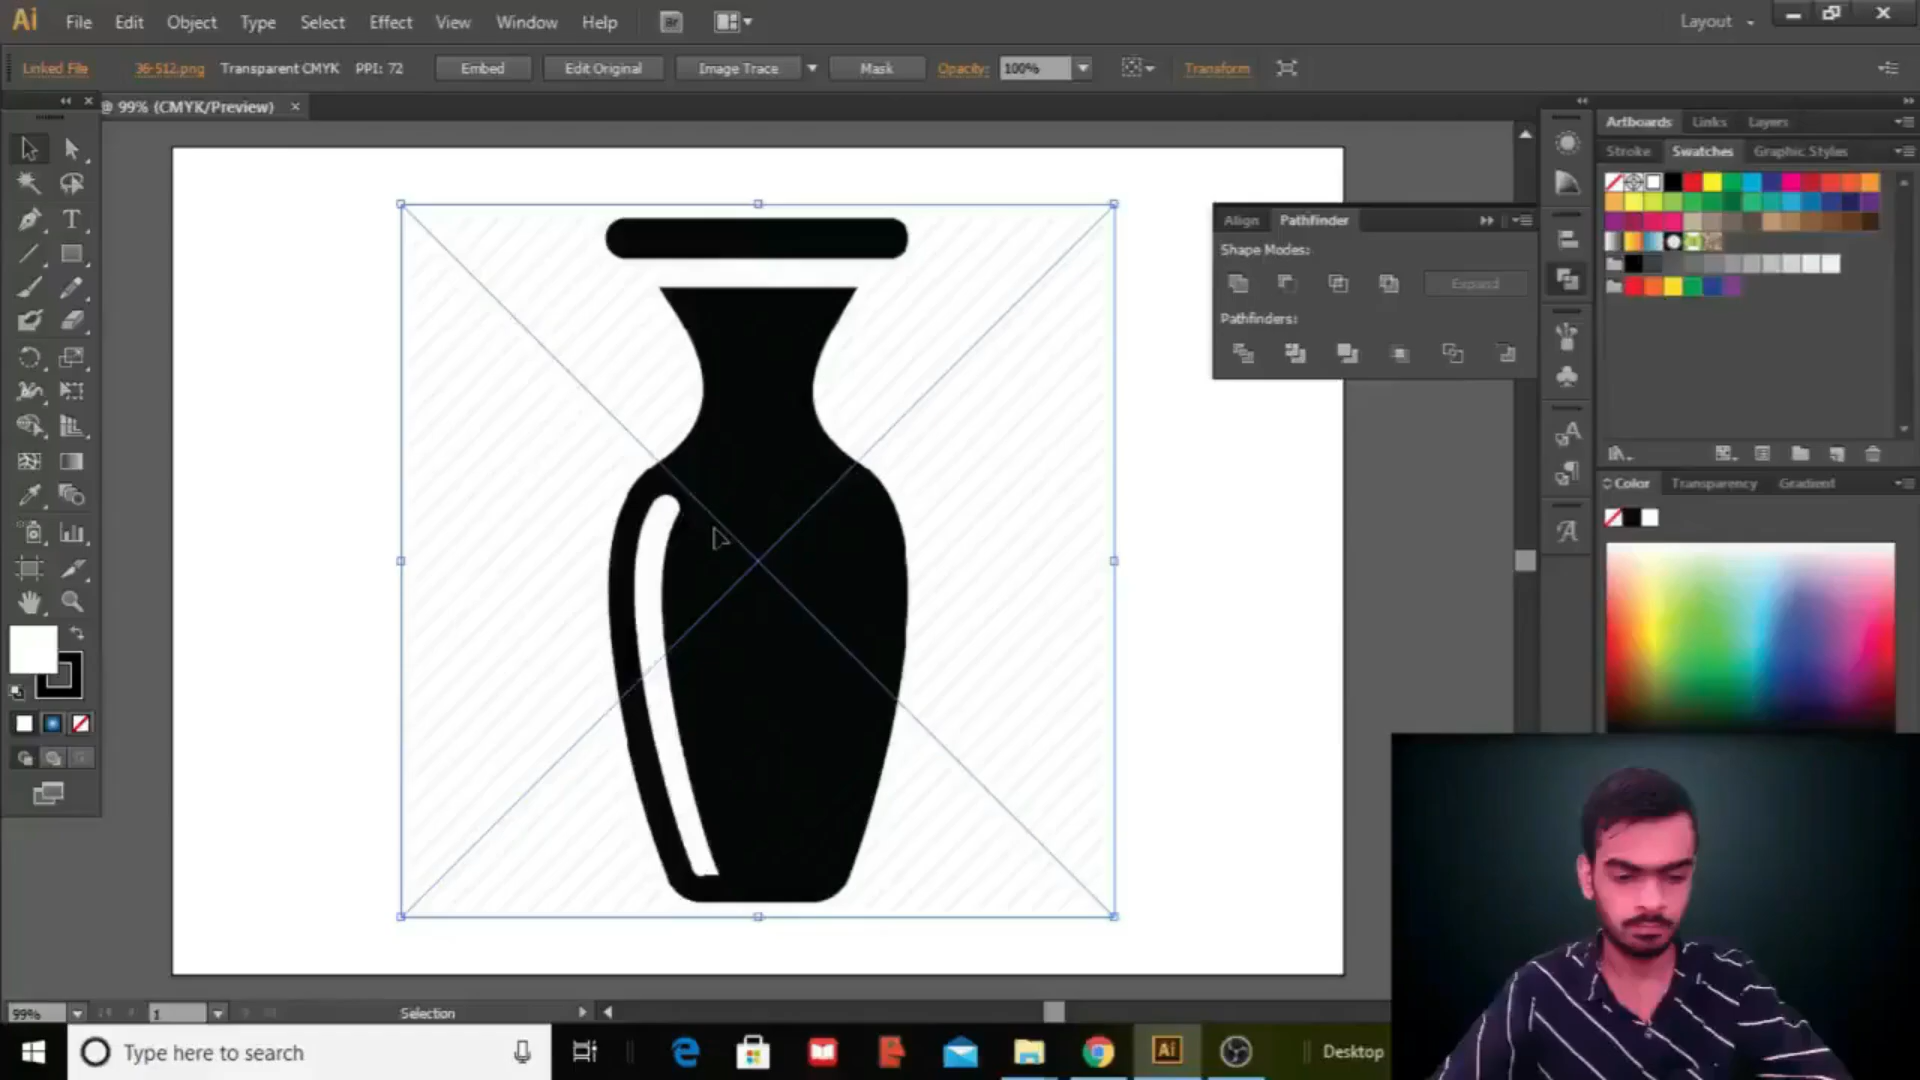 Ai File Edit Object Type Select Effect View Window Help Br Layout
Linked File 36-512.png Transparent CMYK PPI: 72 Embed Edit Original Image Trace Mask Opacity: 100% Transform
@ 99% (CMYK/Preview)
Artboards Links Layers
Stroke Swatches Graphic Styles
Align Pathfinder
Shape Modes:
Expand
Pathfinders:
Color Transparency Gradient
99% 1 Selection
Type here to search
Ai
Desktop